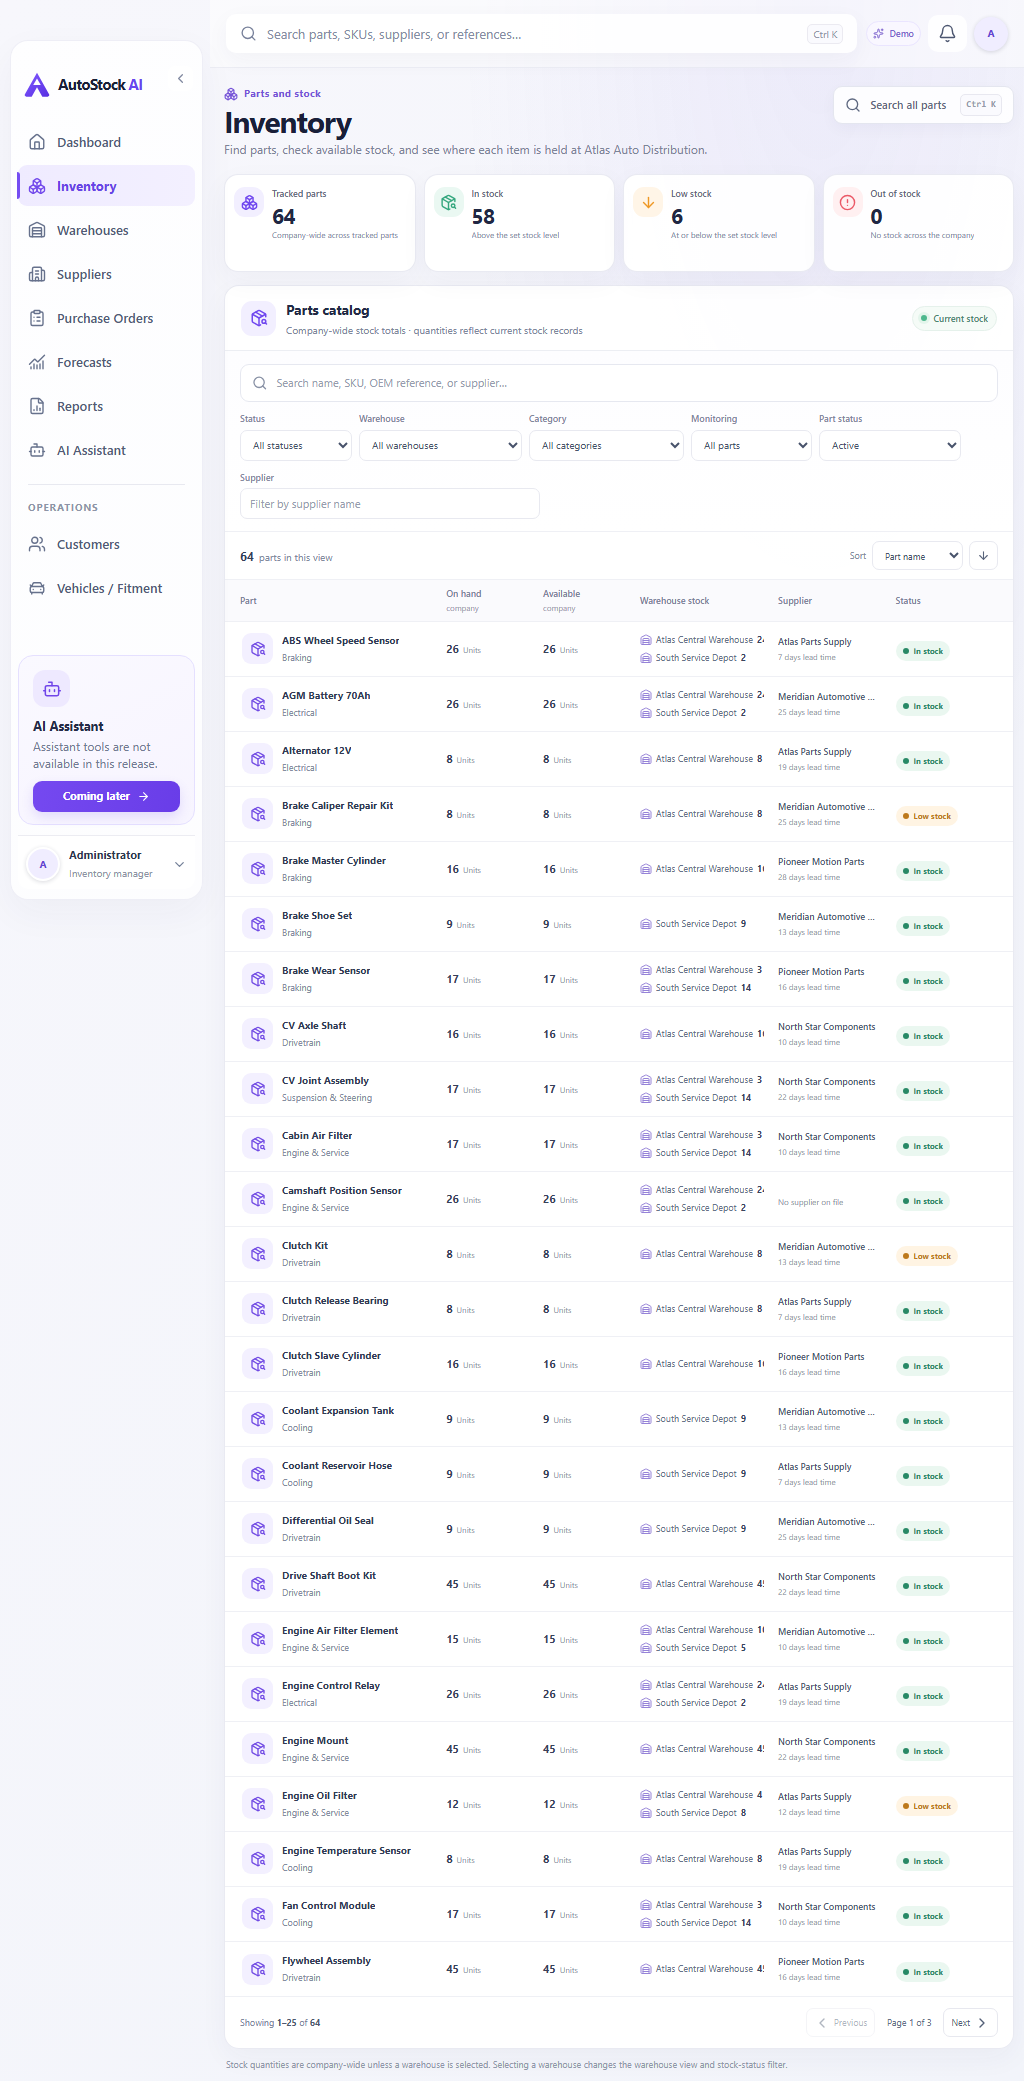 Search parts, SKUs, suppliers, or references...
Ctrl K
Demo
A
AutoStock AI
Dashboard
Inventory
Warehouses
Suppliers
Purchase Orders
Forecasts
Reports
AI Assistant
OPERATIONS
Customers
Vehicles / Fitment
AI Assistant
Assistant tools are not
available in this release.
Coming later →
A
Administrator
Inventory manager
Parts and stock
Inventory
Find parts, check available stock, and see where each item is held at Atlas Auto Distribution.
Search all parts Ctrl K
Tracked parts
64
Company-wide across tracked parts
In stock
58
Above the set stock level
Low stock
6
At or below the set stock level
Out of stock
0
No stock across the company
Parts catalog
Company-wide stock totals · quantities reflect current stock records
Current stock
Search name, SKU, OEM reference, or supplier...
Status Warehouse Category Monitoring Part status
All statuses All warehouses All categories All parts Active
Supplier
Filter by supplier name
64 parts in this view
Sort Part name
Part On hand company Available company Warehouse stock Supplier Status
ABS Wheel Speed Sensor Braking 26 Units 26 Units Atlas Central Warehouse South Service Depot 2 Atlas Parts Supply 7 days lead time In stock
AGM Battery 70Ah Electrical 26 Units 26 Units Atlas Central Warehouse South Service Depot 2 Meridian Automotive ... 25 days lead time In stock
Alternator 12V Electrical 8 Units 8 Units Atlas Central Warehouse 8 Atlas Parts Supply 19 days lead time In stock
Brake Caliper Repair Kit Braking 8 Units 8 Units Atlas Central Warehouse 8 Meridian Automotive ... 25 days lead time Low stock
Brake Master Cylinder Braking 16 Units 16 Units Atlas Central Warehouse Pioneer Motion Parts 28 days lead time In stock
Brake Shoe Set Braking 9 Units 9 Units South Service Depot 9 Meridian Automotive ... 13 days lead time In stock
Brake Wear Sensor Braking 17 Units 17 Units Atlas Central Warehouse 3 South Service Depot 14 Pioneer Motion Parts 16 days lead time In stock
CV Axle Shaft Drivetrain 16 Units 16 Units Atlas Central Warehouse North Star Components 10 days lead time In stock
CV Joint Assembly Suspension & Steering 17 Units 17 Units Atlas Central Warehouse 3 South Service Depot 14 North Star Components 22 days lead time In stock
Cabin Air Filter Engine & Service 17 Units 17 Units Atlas Central Warehouse 3 South Service Depot 14 North Star Components 10 days lead time In stock
Camshaft Position Sensor Engine & Service 26 Units 26 Units Atlas Central Warehouse South Service Depot 2 No supplier on file In stock
Clutch Kit Drivetrain 8 Units 8 Units Atlas Central Warehouse 8 Meridian Automotive ... 13 days lead time Low stock
Clutch Release Bearing Drivetrain 8 Units 8 Units Atlas Central Warehouse 8 Atlas Parts Supply 7 days lead time In stock
Clutch Slave Cylinder Drivetrain 16 Units 16 Units Atlas Central Warehouse Pioneer Motion Parts 16 days lead time In stock
Coolant Expansion Tank Cooling 9 Units 9 Units South Service Depot 9 Meridian Automotive ... 13 days lead time In stock
Coolant Reservoir Hose Cooling 9 Units 9 Units South Service Depot 9 Atlas Parts Supply 7 days lead time In stock
Differential Oil Seal Drivetrain 9 Units 9 Units South Service Depot 9 Meridian Automotive ... 25 days lead time In stock
Drive Shaft Boot Kit Drivetrain 45 Units 45 Units Atlas Central Warehouse North Star Components 22 days lead time In stock
Engine Air Filter Element Engine & Service 15 Units 15 Units Atlas Central Warehouse South Service Depot 5 Meridian Automotive ... 10 days lead time In stock
Engine Control Relay Electrical 26 Units 26 Units Atlas Central Warehouse South Service Depot 2 Atlas Parts Supply 19 days lead time In stock
Engine Mount Engine & Service 45 Units 45 Units Atlas Central Warehouse North Star Components 22 days lead time In stock
Engine Oil Filter Engine & Service 12 Units 12 Units Atlas Central Warehouse 4 South Service Depot 8 Atlas Parts Supply 12 days lead time Low stock
Engine Temperature Sensor Cooling 8 Units 8 Units Atlas Central Warehouse 8 Atlas Parts Supply 19 days lead time In stock
Fan Control Module Cooling 17 Units 17 Units Atlas Central Warehouse 3 South Service Depot 14 North Star Components 10 days lead time In stock
Flywheel Assembly Drivetrain 45 Units 45 Units Atlas Central Warehouse Pioneer Motion Parts 16 days lead time In stock
Showing 1–25 of 64
Previous Page 1 of 3 Next
Stock quantities are company-wide unless a warehouse is selected. Selecting a warehouse changes the warehouse view and stock-status filter.